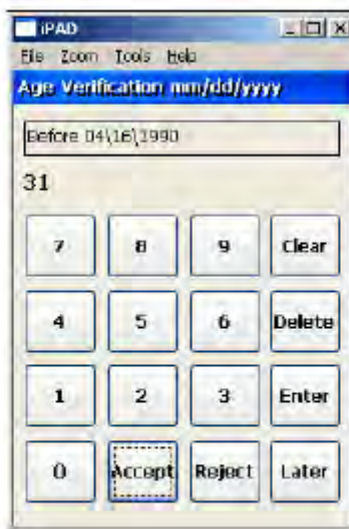 iPAD
File Zoom Tools Help
Age Verification mm/dd/yyyy
Before 04\16\1990
31
7 8 9 Clear
4 5 6 Delete
1 2 3 Enter
0 Accept Reject Later